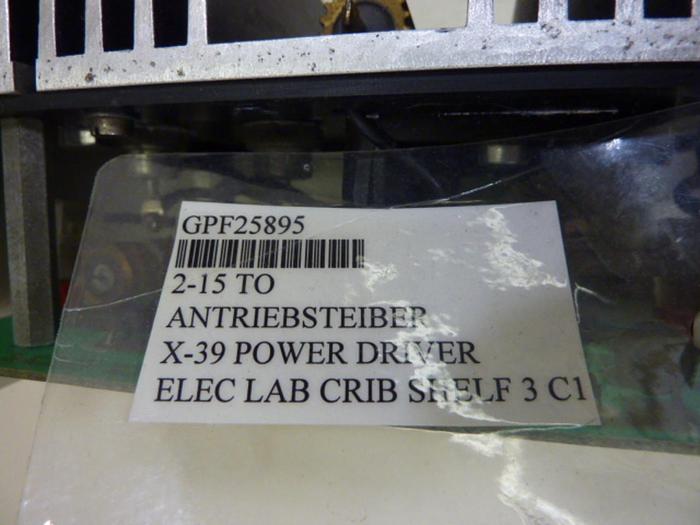 GPF25895
2-15 TO
ANTRIEBSTEIBER
X-39 POWER DRIVER
ELEC LAB CRIB SHELF 3 C1